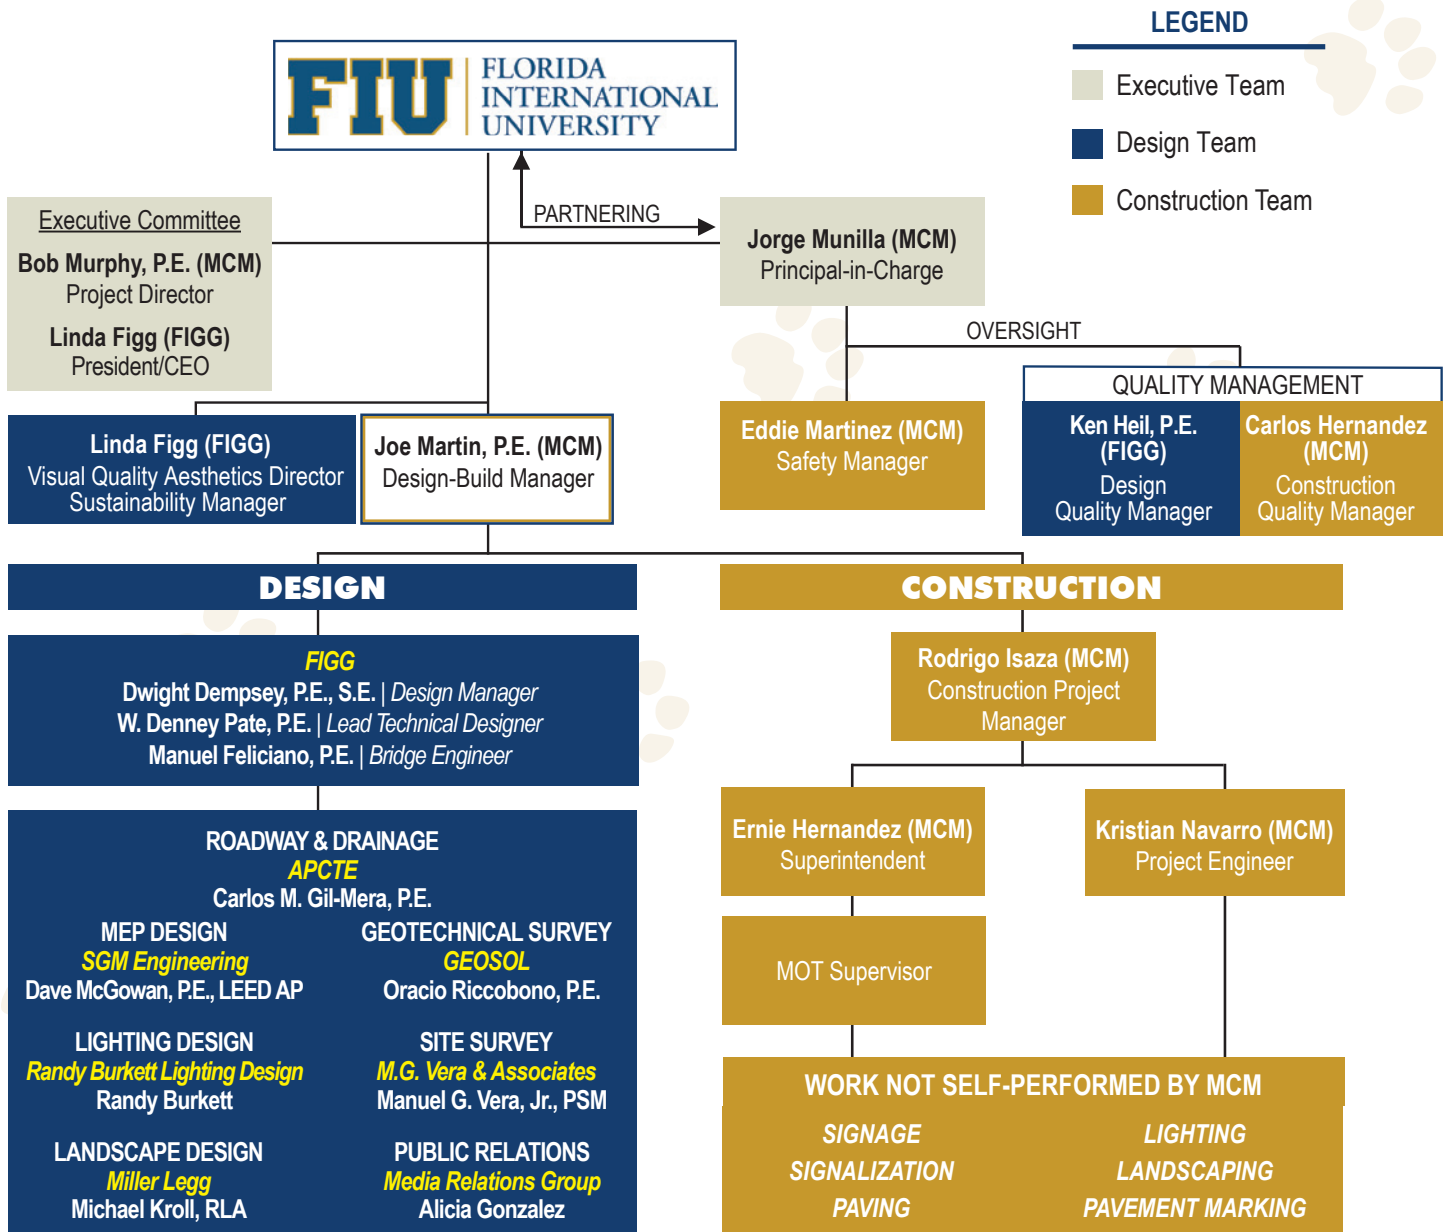 LEGEND
Executive Team
Design Team
Construction Team
FIU
FLORIDA
INTERNATIONAL
UNIVERSITY
PARTNERING
Executive Committee
Bob Murphy, P.E. (MCM)
Project Director
Linda Figg (FIGG)
President/CEO
Jorge Munilla (MCM)
Principal-in-Charge
OVERSIGHT
Linda Figg (FIGG)
Visual Quality Aesthetics Director
Sustainability Manager
Joe Martin, P.E. (MCM)
Design-Build Manager
Eddie Martinez (MCM)
Safety Manager
QUALITY MANAGEMENT
Ken Heil, P.E.
(FIGG)
Design
Quality Manager
Carlos Hernandez
(MCM)
Construction
Quality Manager
DESIGN
FIGG
Dwight Dempsey, P.E., S.E. | Design Manager
W. Denney Pate, P.E. | Lead Technical Designer
Manuel Feliciano, P.E. | Bridge Engineer
ROADWAY & DRAINAGE
APCTE
Carlos M. Gil-Mera, P.E.
MEP DESIGN
SGM Engineering
Dave McGowan, P.E., LEED AP
GEOTECHNICAL SURVEY
GEOSOL
Oracio Riccobono, P.E.
LIGHTING DESIGN
Randy Burkett Lighting Design
Randy Burkett
SITE SURVEY
M.G. Vera & Associates
Manuel G. Vera, Jr., PSM
LANDSCAPE DESIGN
Miller Legg
Michael Kroll, RLA
PUBLIC RELATIONS
Media Relations Group
Alicia Gonzalez
CONSTRUCTION
Rodrigo Isaza (MCM)
Construction Project
Manager
Ernie Hernandez (MCM)
Superintendent
Kristian Navarro (MCM)
Project Engineer
MOT Supervisor
WORK NOT SELF-PERFORMED BY MCM
SIGNAGE
SIGNALIZATION
PAVING
LIGHTING
LANDSCAPING
PAVEMENT MARKING